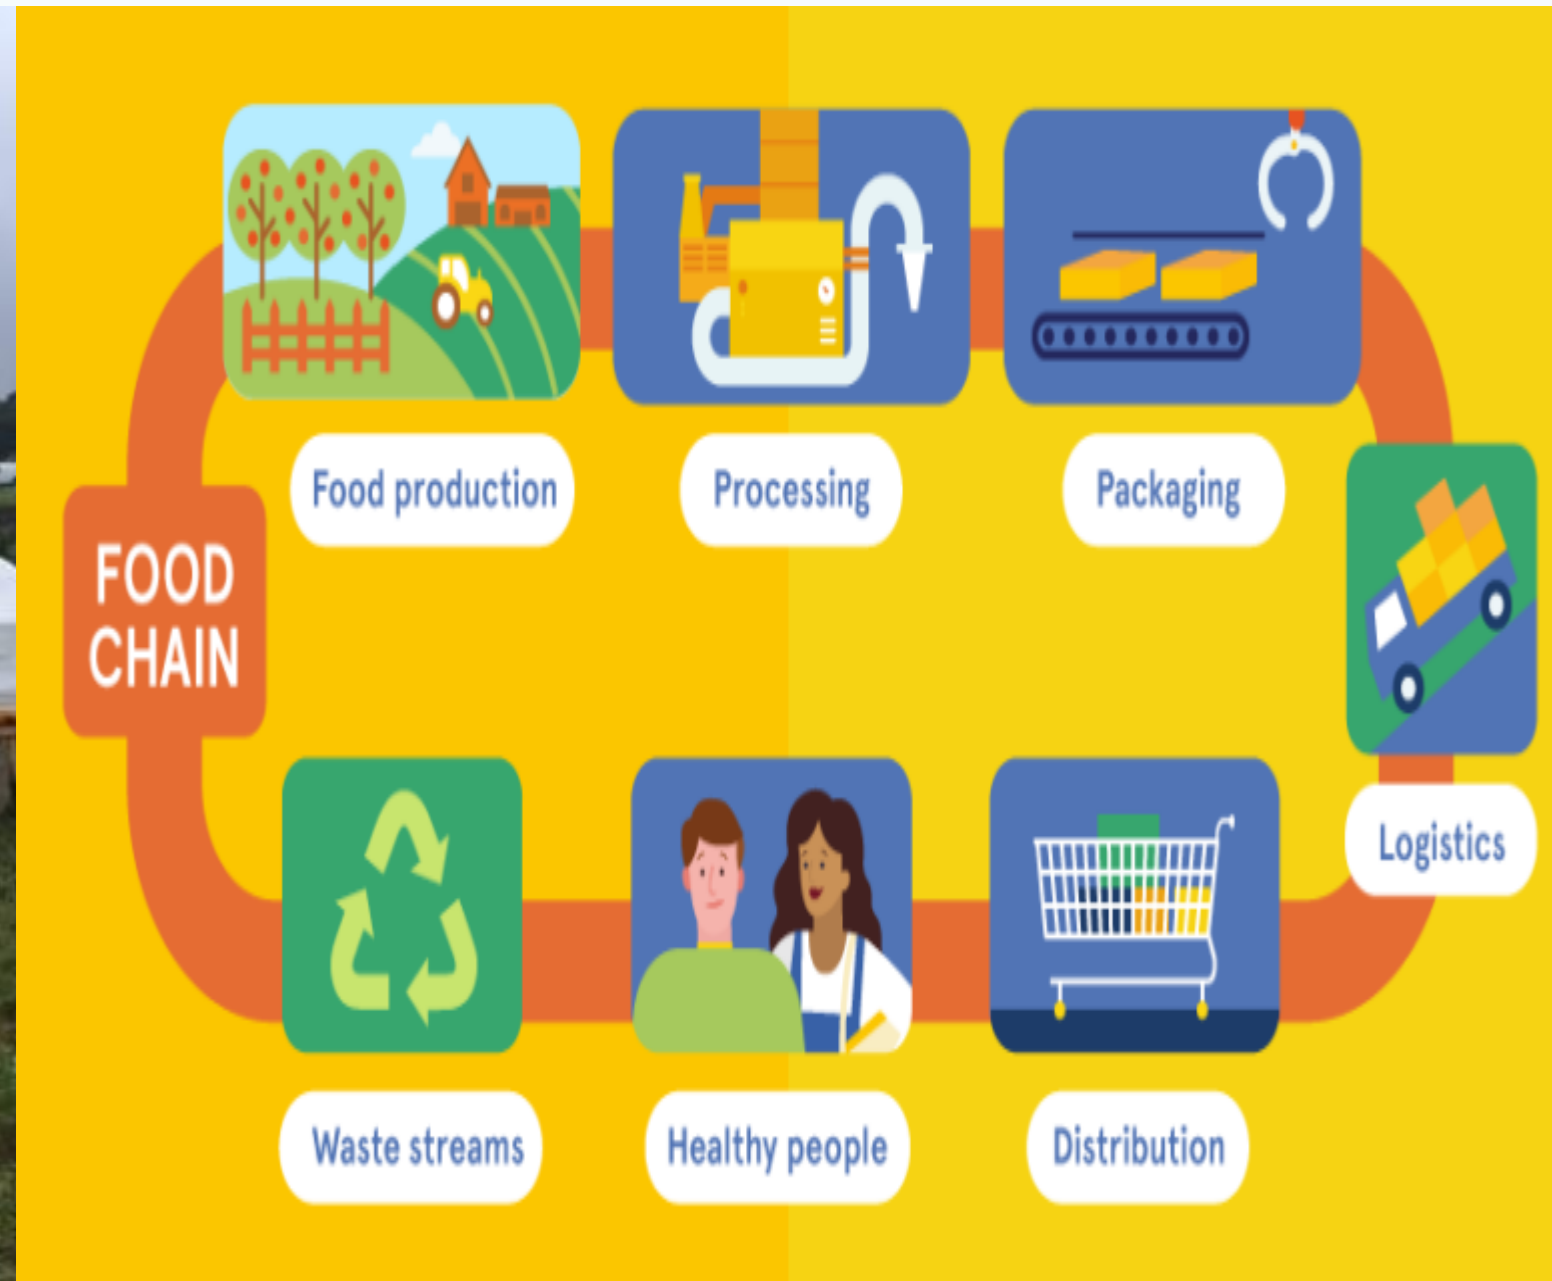 FOOD
CHAIN
Food production
Processing
Packaging
Logistics
Distribution
Healthy people
Waste streams